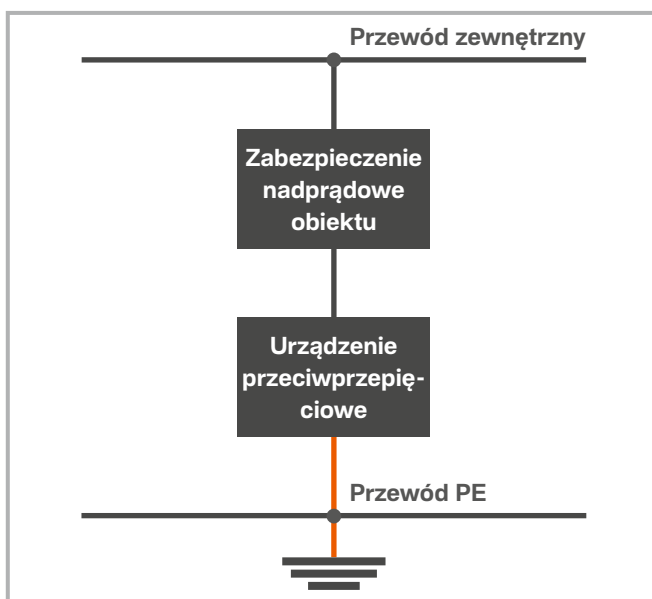 Przewód zewnętrzny
Zabezpieczenie
nadprądowe
obiektu
Urządzenie
przeciwprzepię-
ciowe
Przewód PE